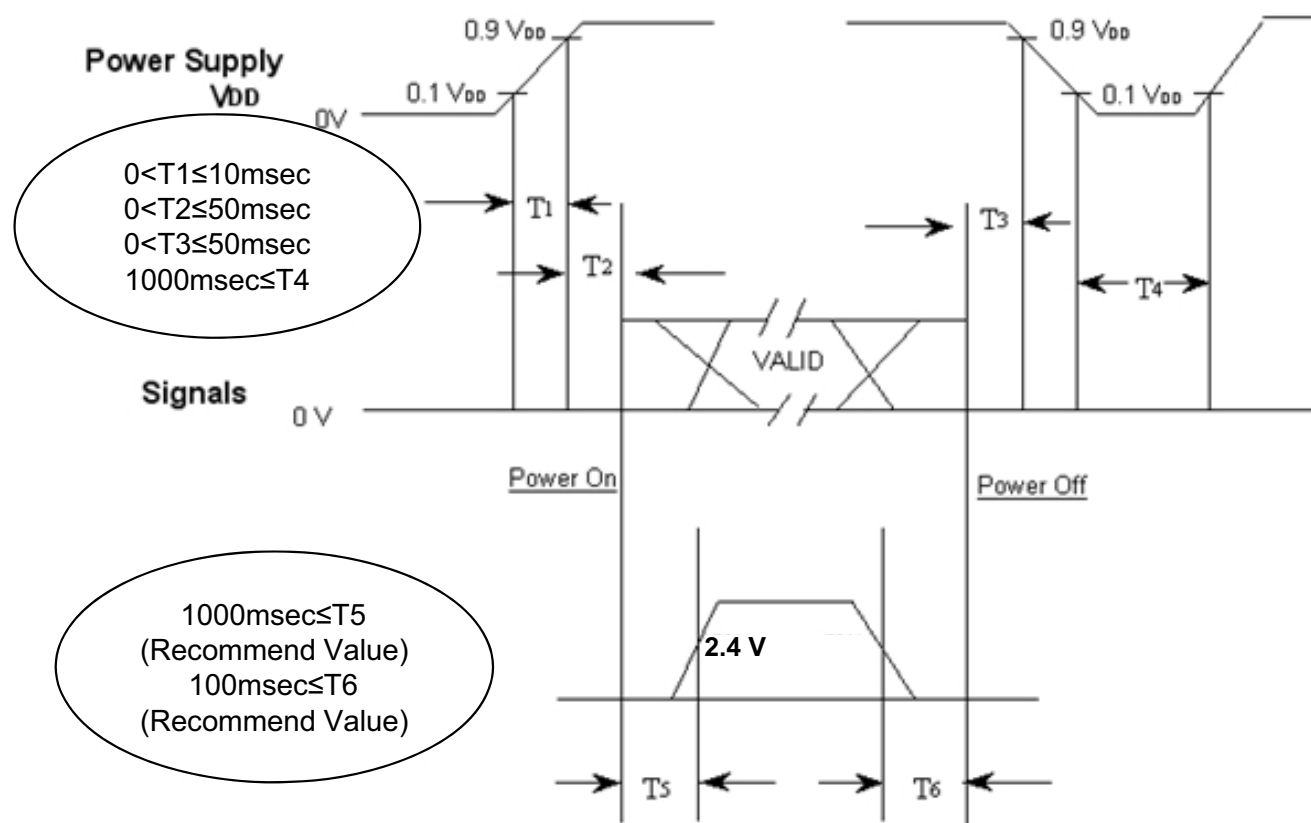 0.9 VDD
0.9 VDD
Power Supply
VDD
0.1 VDD
0.1 VDD
0V
0<T1≤10msec
0<T2≤50msec
0<T3≤50msec
1000msec≤T4
T1
T3
T2
T4
VALID
Signals
0 V
Power On
Power Off
1000msec≤T5
(Recommend Value)
100msec≤T6
(Recommend Value)
2.4 V
T5
T6